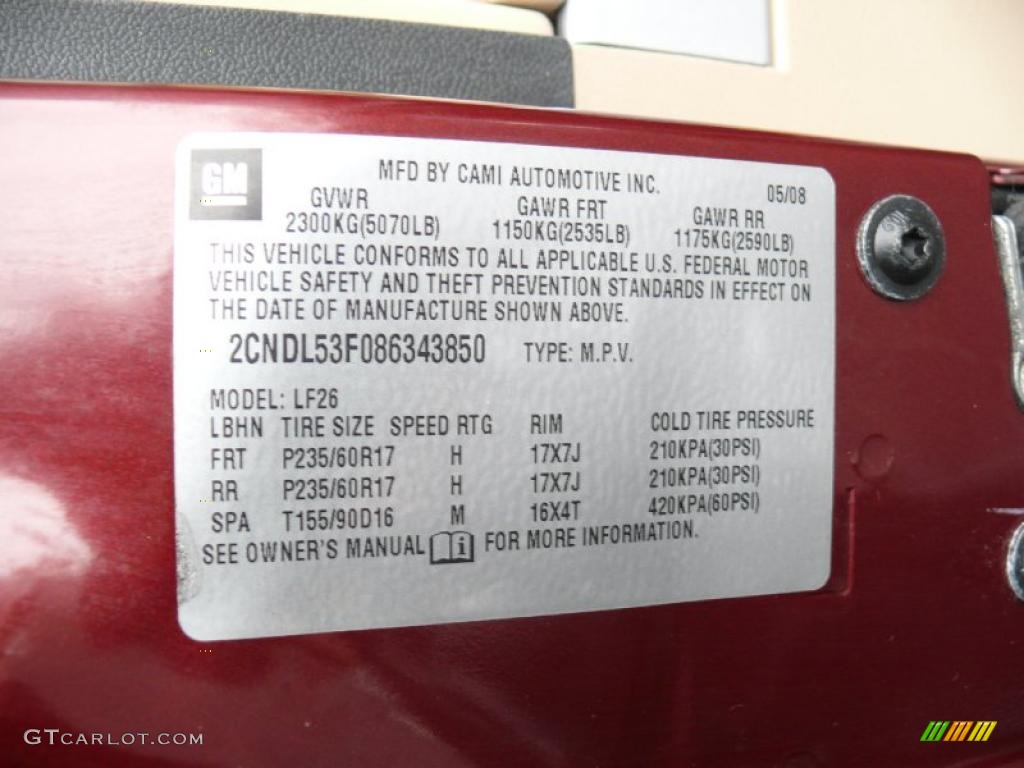 GM
MFD BY CAMI AUTOMOTIVE INC.
05/08
GVWR GAWR FRT GAWR RR
2300KG(5070LB) 1150KG(2535LB) 1175KG(2590LB)
THIS VEHICLE CONFORMS TO ALL APPLICABLE U.S. FEDERAL MOTOR
VEHICLE SAFETY AND THEFT PREVENTION STANDARDS IN EFFECT ON
THE DATE OF MANUFACTURE SHOWN ABOVE.
2CNDL53F086343850 TYPE: M.P.V.
MODEL: LF26
LBHN TIRE SIZE SPEED RTG RIM COLD TIRE PRESSURE
FRT P235/60R17 H 17X7J 210KPA(30PSI)
RR P235/60R17 H 17X7J 210KPA(30PSI)
SPA T155/90D16 M 16X4T 420KPA(60PSI)
SEE OWNER'S MANUAL i FOR MORE INFORMATION.
GTCARLOT.COM